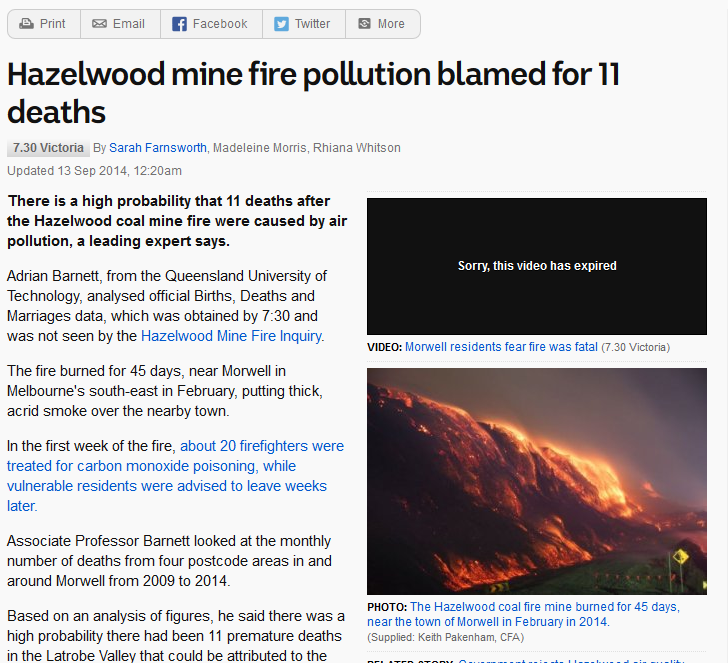 Print Email Facebook Twitter More
Hazelwood mine fire pollution blamed for 11
deaths
7.30 Victoria By Sarah Farnsworth, Madeleine Morris, Rhiana Whitson
Updated 13 Sep 2014, 12:20am
There is a high probability that 11 deaths after
the Hazelwood coal mine fire were caused by air
pollution, a leading expert says.
Adrian Barnett, from the Queensland University of
Technology, analysed official Births, Deaths and
Marriages data, which was obtained by 7:30 and
was not seen by the Hazelwood Mine Fire Inquiry.
The fire burned for 45 days, near Morwell in
Melbourne's south-east in February, putting thick,
acrid smoke over the nearby town.
In the first week of the fire, about 20 firefighters were
treated for carbon monoxide poisoning, while
vulnerable residents were advised to leave weeks
later.
Associate Professor Barnett looked at the monthly
number of deaths from four postcode areas in and
around Morwell from 2009 to 2014.
Based on an analysis of figures, he said there was a
high probability there had been 11 premature deaths
in the Latrobe Valley that could be attributed to the
Sorry, this video has expired
VIDEO: Morwell residents fear fire was fatal (7.30 Victoria)
PHOTO: The Hazelwood coal fire mine burned for 45 days,
near the town of Morwell in February in 2014.
(Supplied: Keith Pakenham, CFA)
RELATED STORY: Government rejects Hazelwood air quality